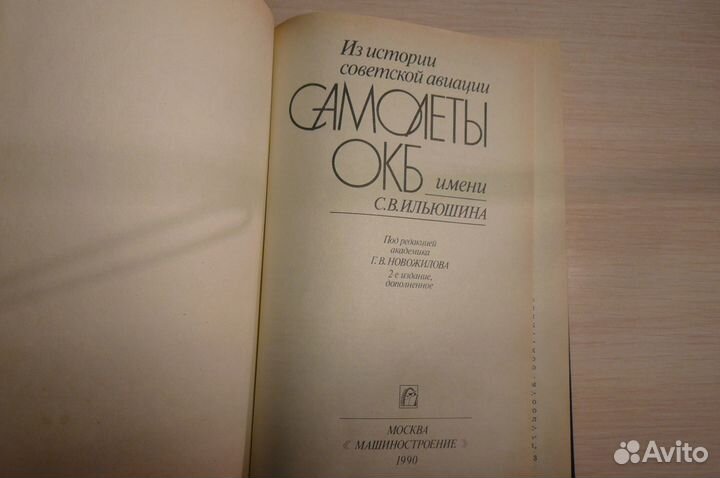 Из истории
советской авиации
САМОЛЕТЫ
ОКБ имени
С.В.ИЛЬЮШИНА
Под редакцией
академика
Г.В.НОВОЖИЛОВА
2-е издание,
дополненное
МОСКВА
«МАШИНОСТРОЕНИЕ»
1990
Avito